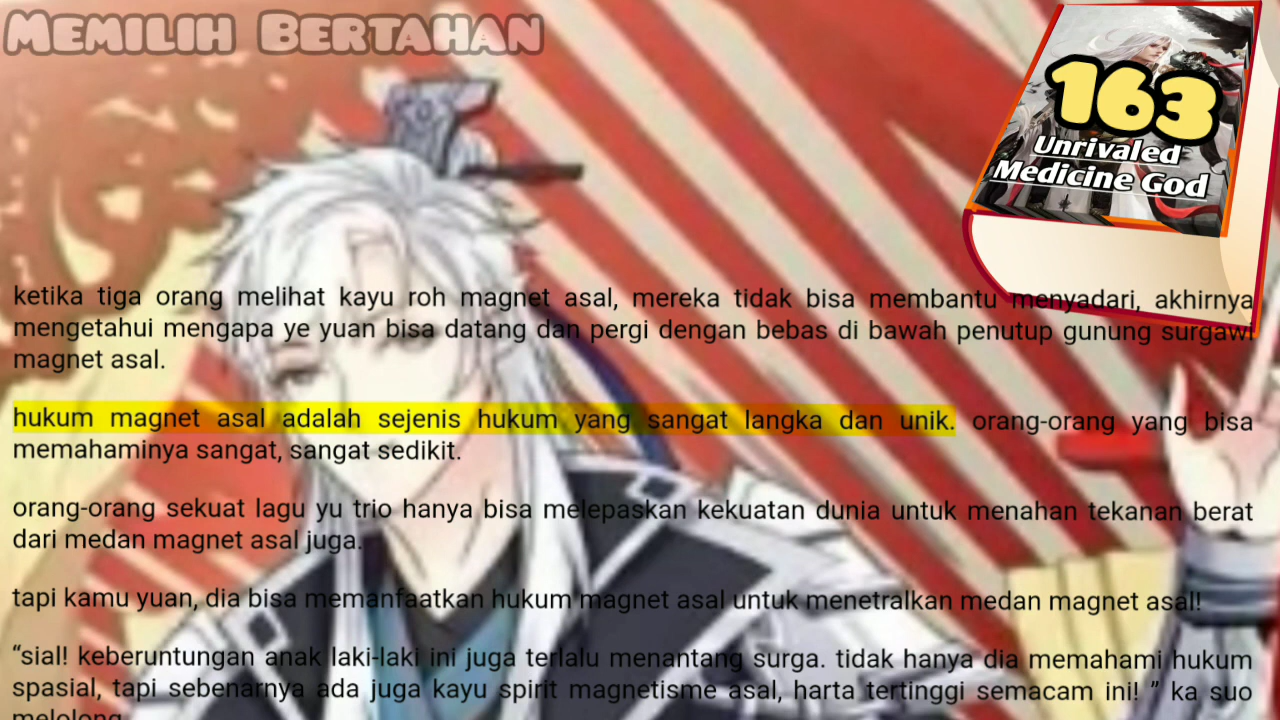 Memilih Bertahan
163
Unrivaled
Medicine God
ketika tiga orang melihat kayu roh magnet asal, mereka tidak bisa membantu menyadari, akhirnya
mengetahui mengapa ye yuan bisa datang dan pergi dengan bebas di bawah penutup gunung surgawi
magnet asal.
hukum magnet asal adalah sejenis hukum yang sangat langka dan unik. orang-orang yang bisa
memahaminya sangat, sangat sedikit.
orang-orang sekuat lagu yu trio hanya bisa melepaskan kekuatan dunia untuk menahan tekanan berat
dari medan magnet asal juga.
tapi kamu yuan, dia bisa memanfaatkan hukum magnet asal untuk menetralkan medan magnet asal!
“sial! keberuntungan anak laki-laki ini juga terlalu menantang surga. tidak hanya dia memahami hukum
spasial, tapi sebenarnya ada juga kayu spirit magnetisme asal, harta tertinggi semacam ini! ” ka suo
melolong